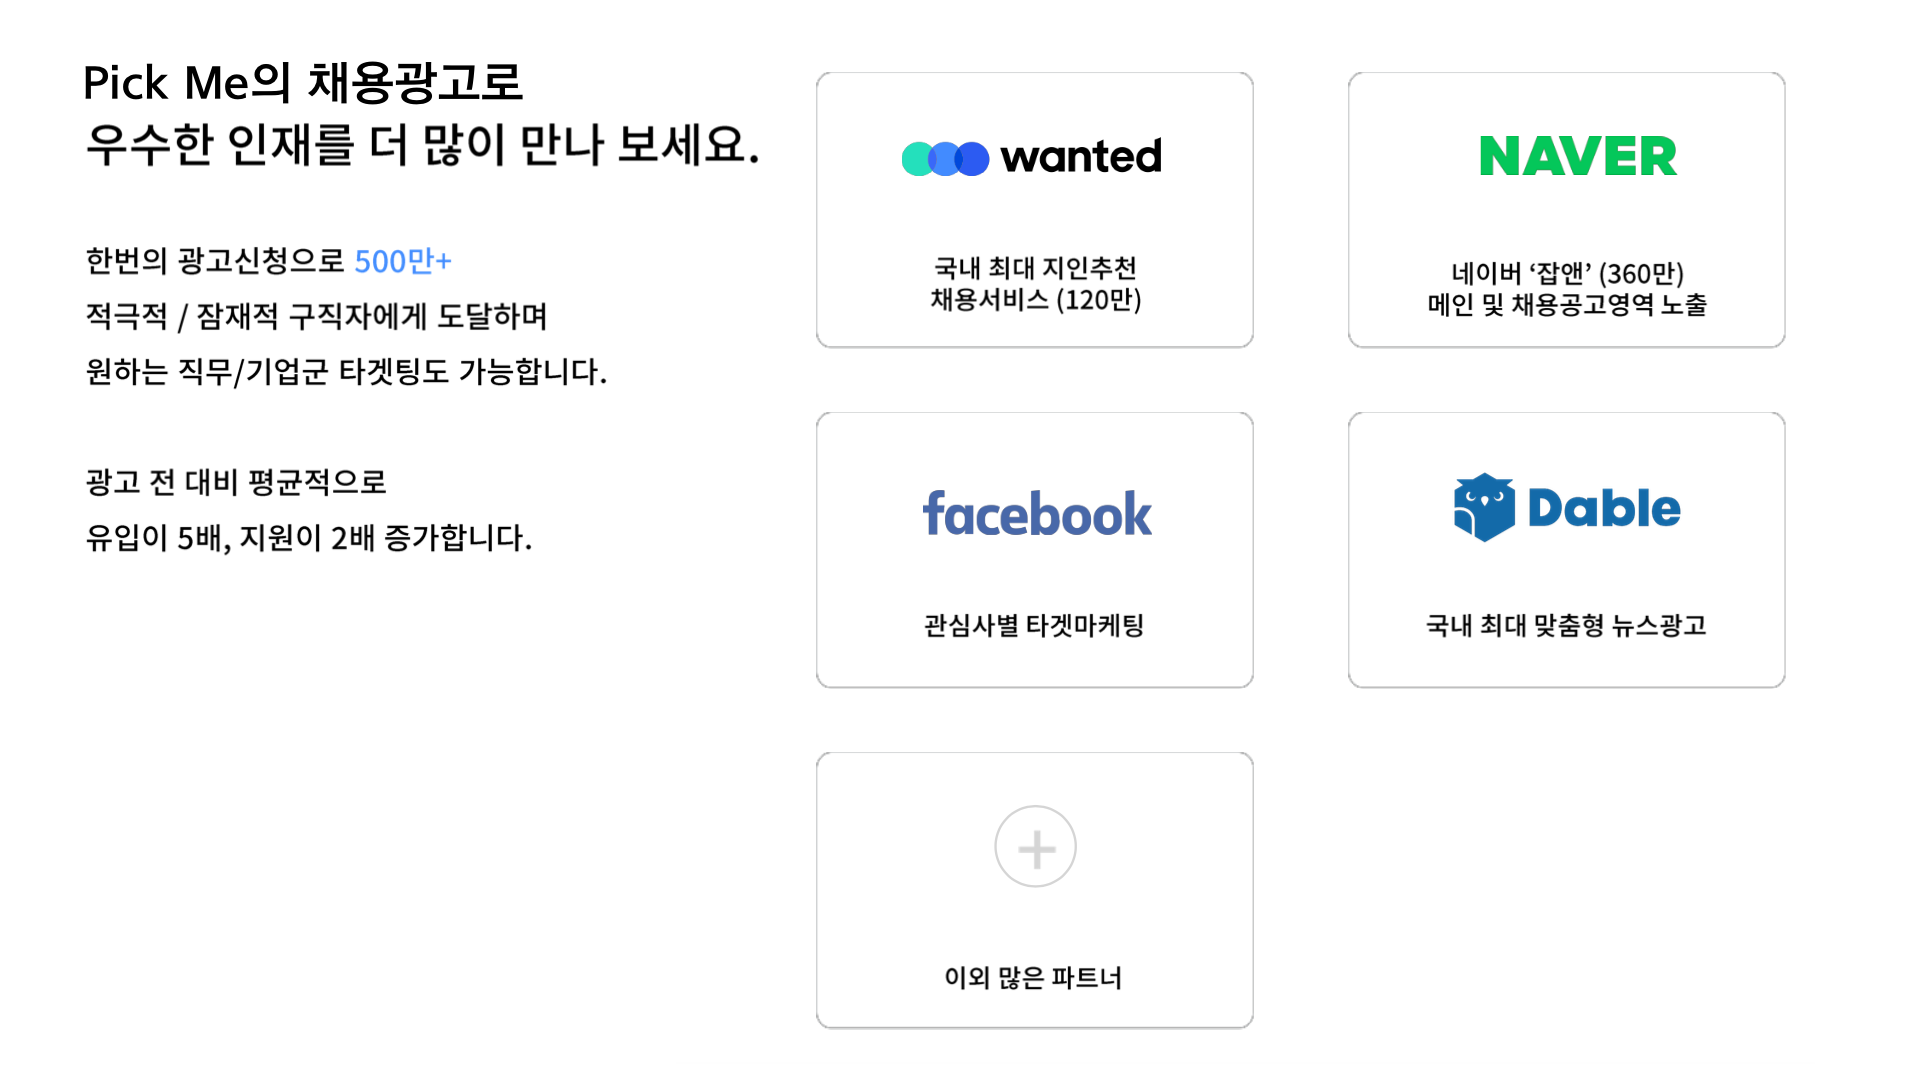 Pick Me의 채용광고로
우수한 인재를 더 많이 만나 보세요.
한번의 광고신청으로 500만+
적극적 / 잠재적 구직자에게 도달하며
원하는 직무/기업군 타겟팅도 가능합니다.
광고 전 대비 평균적으로
유입이 5배, 지원이 2배 증가합니다.
wanted
국내 최대 지인추천
채용서비스 (120만)
NAVER
네이버 ‘잡앤’ (360만)
메인 및 채용공고영역 노출
facebook
관심사별 타겟마케팅
Dable
국내 최대 맞춤형 뉴스광고
이외 많은 파트너